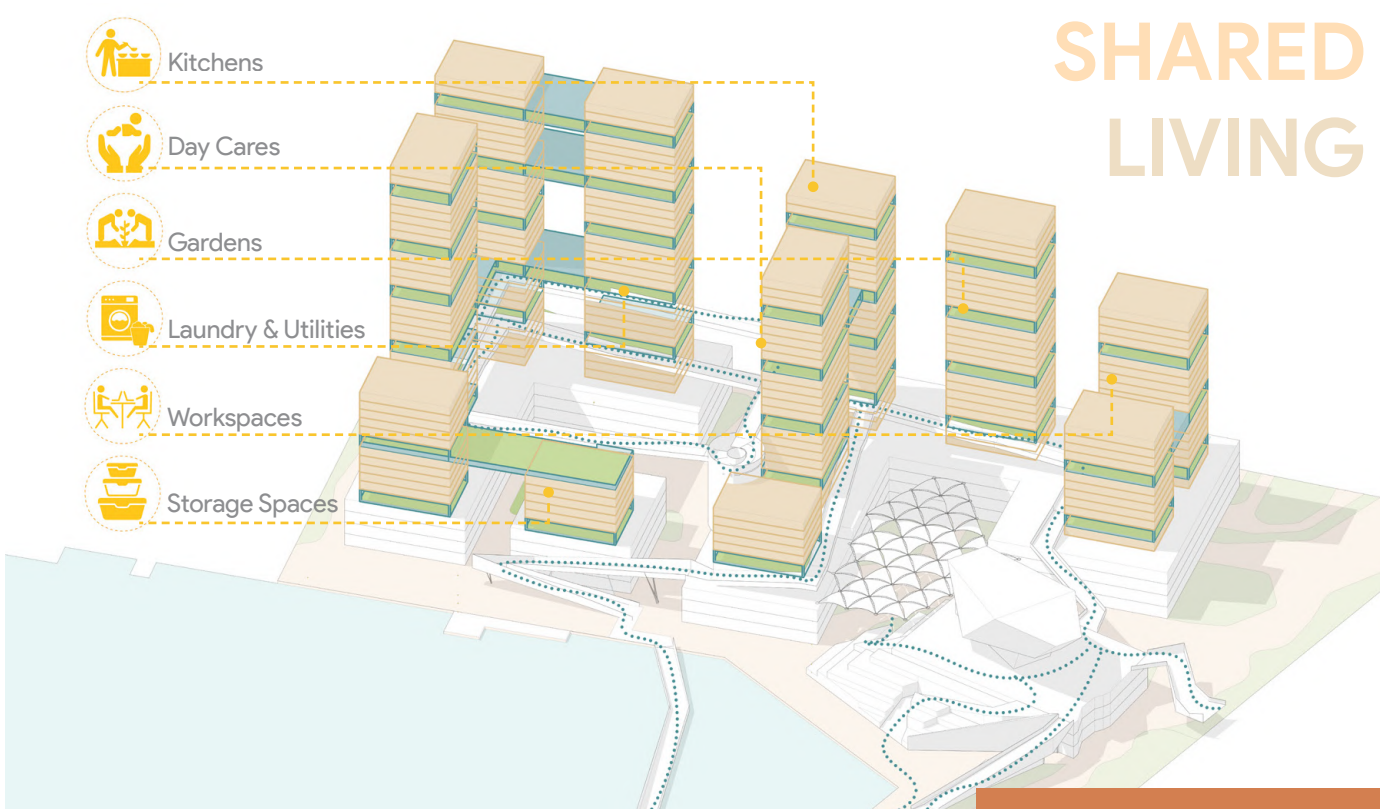 SHARED
LIVING
Kitchens
Day Cares
Gardens
Laundry & Utilities
Workspaces
Storage Spaces